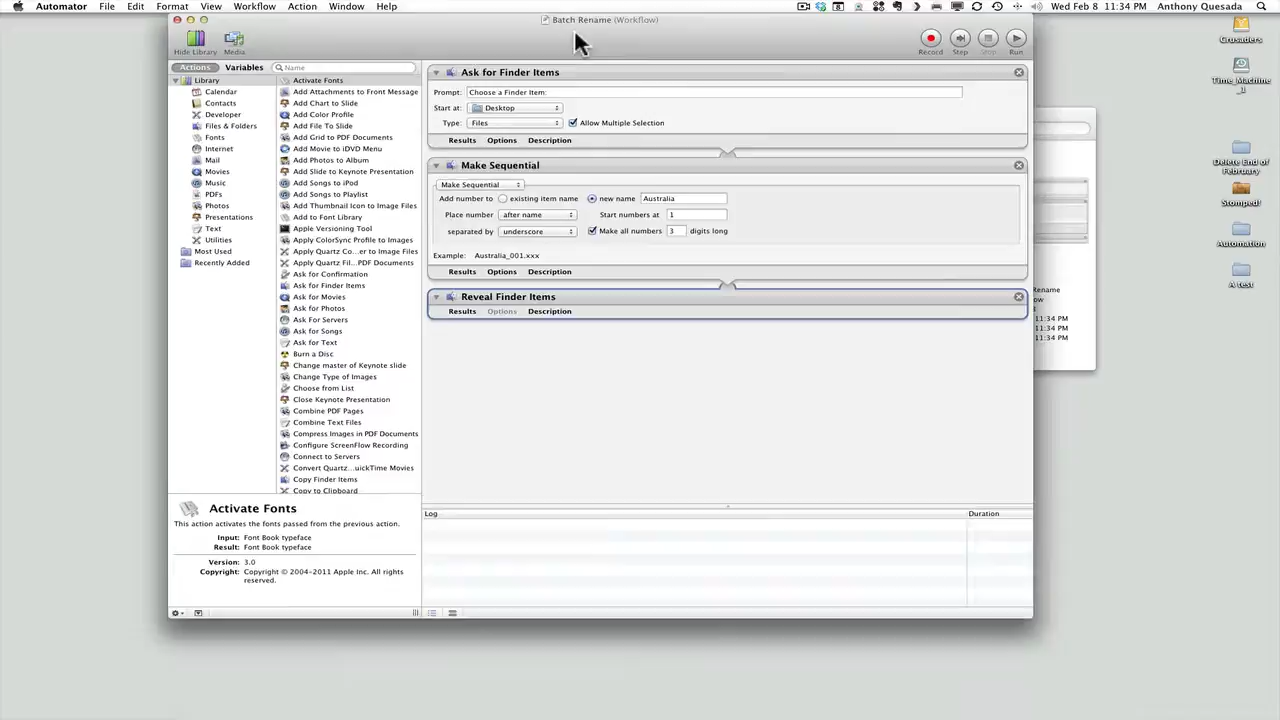 Automator File Edit Format View Workflow Action Window Help Wed Feb 8 11:34 PM Anthony Quesada
Batch Rename (Workflow)
Hide Library Media Record Step Stop Run
Actions Variables Name
Library
Calendar
Contacts
Developer
Files & Folders
Fonts
Internet
Mail
Movies
Music
PDFs
Photos
Presentations
Text
Utilities
Most Used
Recently Added
Activate Fonts
Add Attachments to Front Message
Add Chart to Slide
Add Color Profile
Add File To Slide
Add Grid to PDF Documents
Add Movie to iDVD Menu
Add Photos to Album
Add Slide to Keynote Presentation
Add Songs to iPod
Add Songs to Playlist
Add Thumbnail Icon to Image Files
Add to Font Library
Apple Versioning Tool
Apply ColorSync Profile to Images
Apply Quartz Co...er to Image Files
Apply Quartz Fil...PDF Documents
Ask for Confirmation
Ask for Finder Items
Ask for Movies
Ask for Photos
Ask For Servers
Ask for Songs
Ask for Text
Burn a Disc
Change master of Keynote slide
Change Type of Images
Choose from List
Close Keynote Presentation
Combine PDF Pages
Combine Text Files
Compress Images in PDF Documents
Configure ScreenFlow Recording
Connect to Servers
Convert Quartz...uickTime Movies
Copy Finder Items
Copy to Clipboard
Activate Fonts
This action activates the fonts passed from the previous action.
Input: Font Book typeface
Result: Font Book typeface
Version: 3.0
Copyright: Copyright © 2004–2011 Apple Inc. All rights
reserved.
Ask for Finder Items
Prompt: Choose a Finder Item:
Start at: Desktop
Type: Files Allow Multiple Selection
Results Options Description
Make Sequential
Make Sequential
Add number to existing item name new name Australia
Place number after name Start numbers at 1
separated by underscore Make all numbers 3 digits long
Example: Australia_001.xxx
Results Options Description
Reveal Finder Items
Results Options Description
Log Duration
Rename
11:34 PM
11:34 PM
11:34 PM
Crusaders
Time_Machine
_1
Delete End of
February
Stomped!
Automation
A test